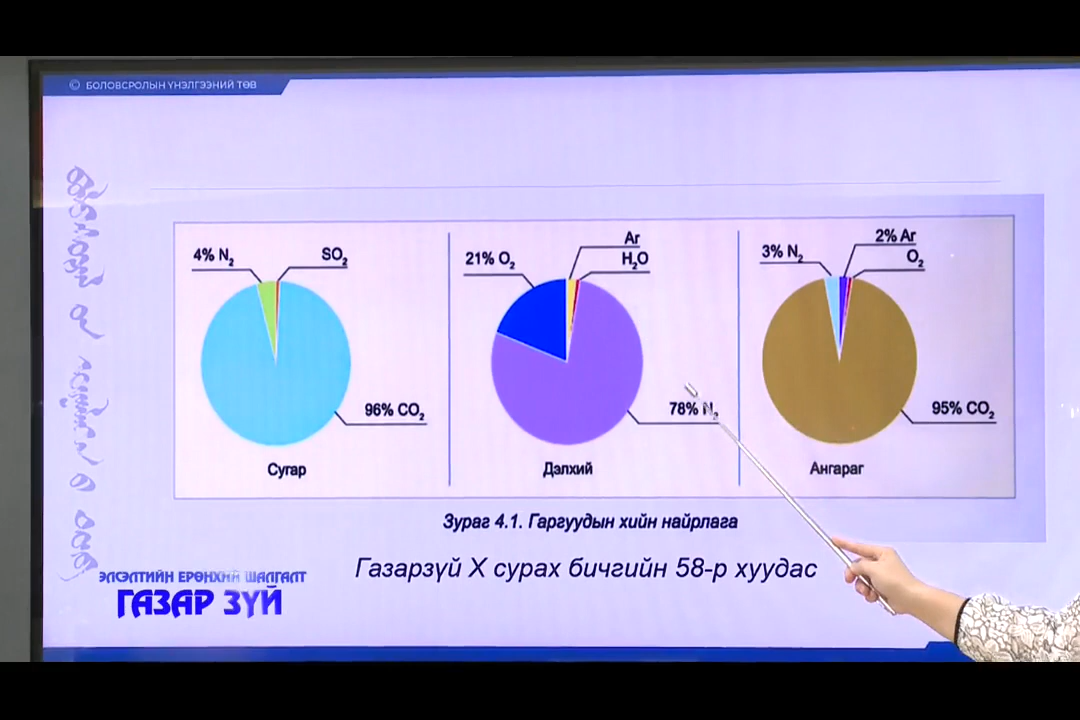 © БОЛОВСРОЛЫН ҮНЭЛГЭЭНИЙ ТӨВ
4% N₂
SO₂
96% CO₂
Сугар
21% O₂
Ar
H₂O
78% N₂
Дэлхий
3% N₂
2% Ar
O₂
95% CO₂
Ангараг
Зураг 4.1. Гаргуудын хийн найрлага
Газарзүй X сурах бичгийн 58-р хуудас
ЭЛСЭЛТИЙН ЕРӨНХИЙ ШАЛГАЛТ
ГАЗАР ЗҮЙ